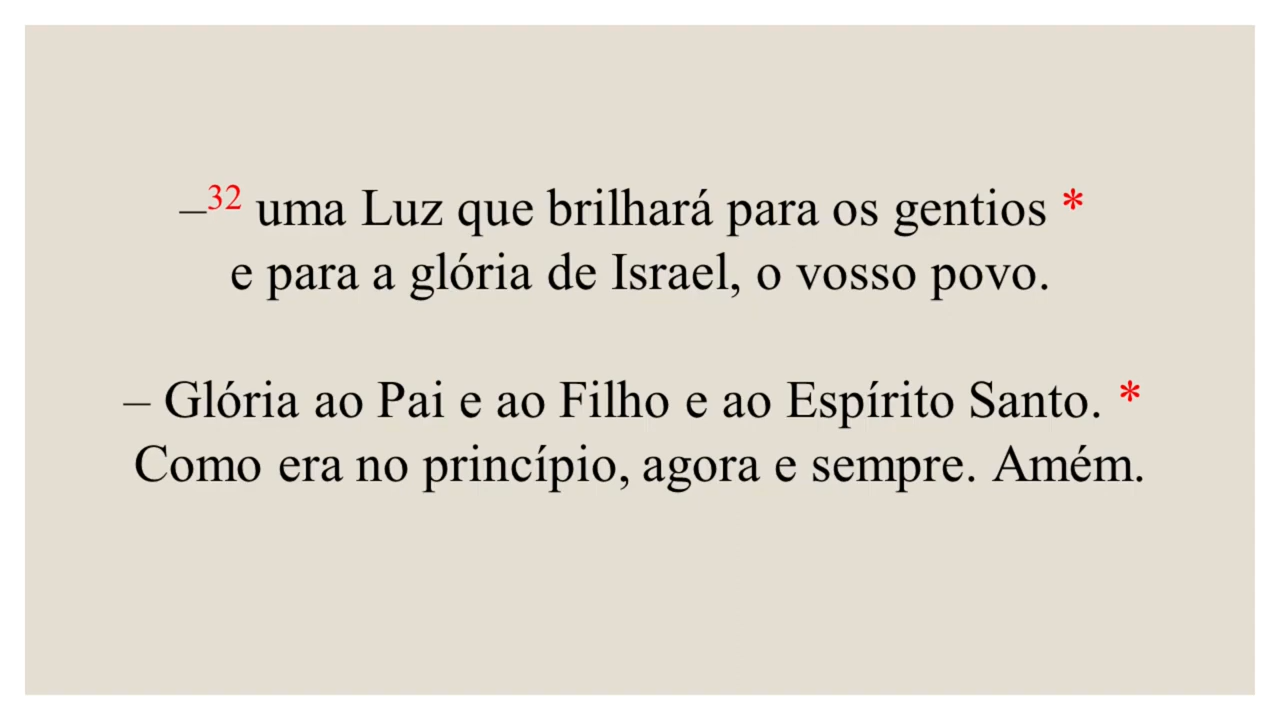 –32 uma Luz que brilhará para os gentios *
e para a glória de Israel, o vosso povo.
– Glória ao Pai e ao Filho e ao Espírito Santo. *
Como era no princípio, agora e sempre. Amém.